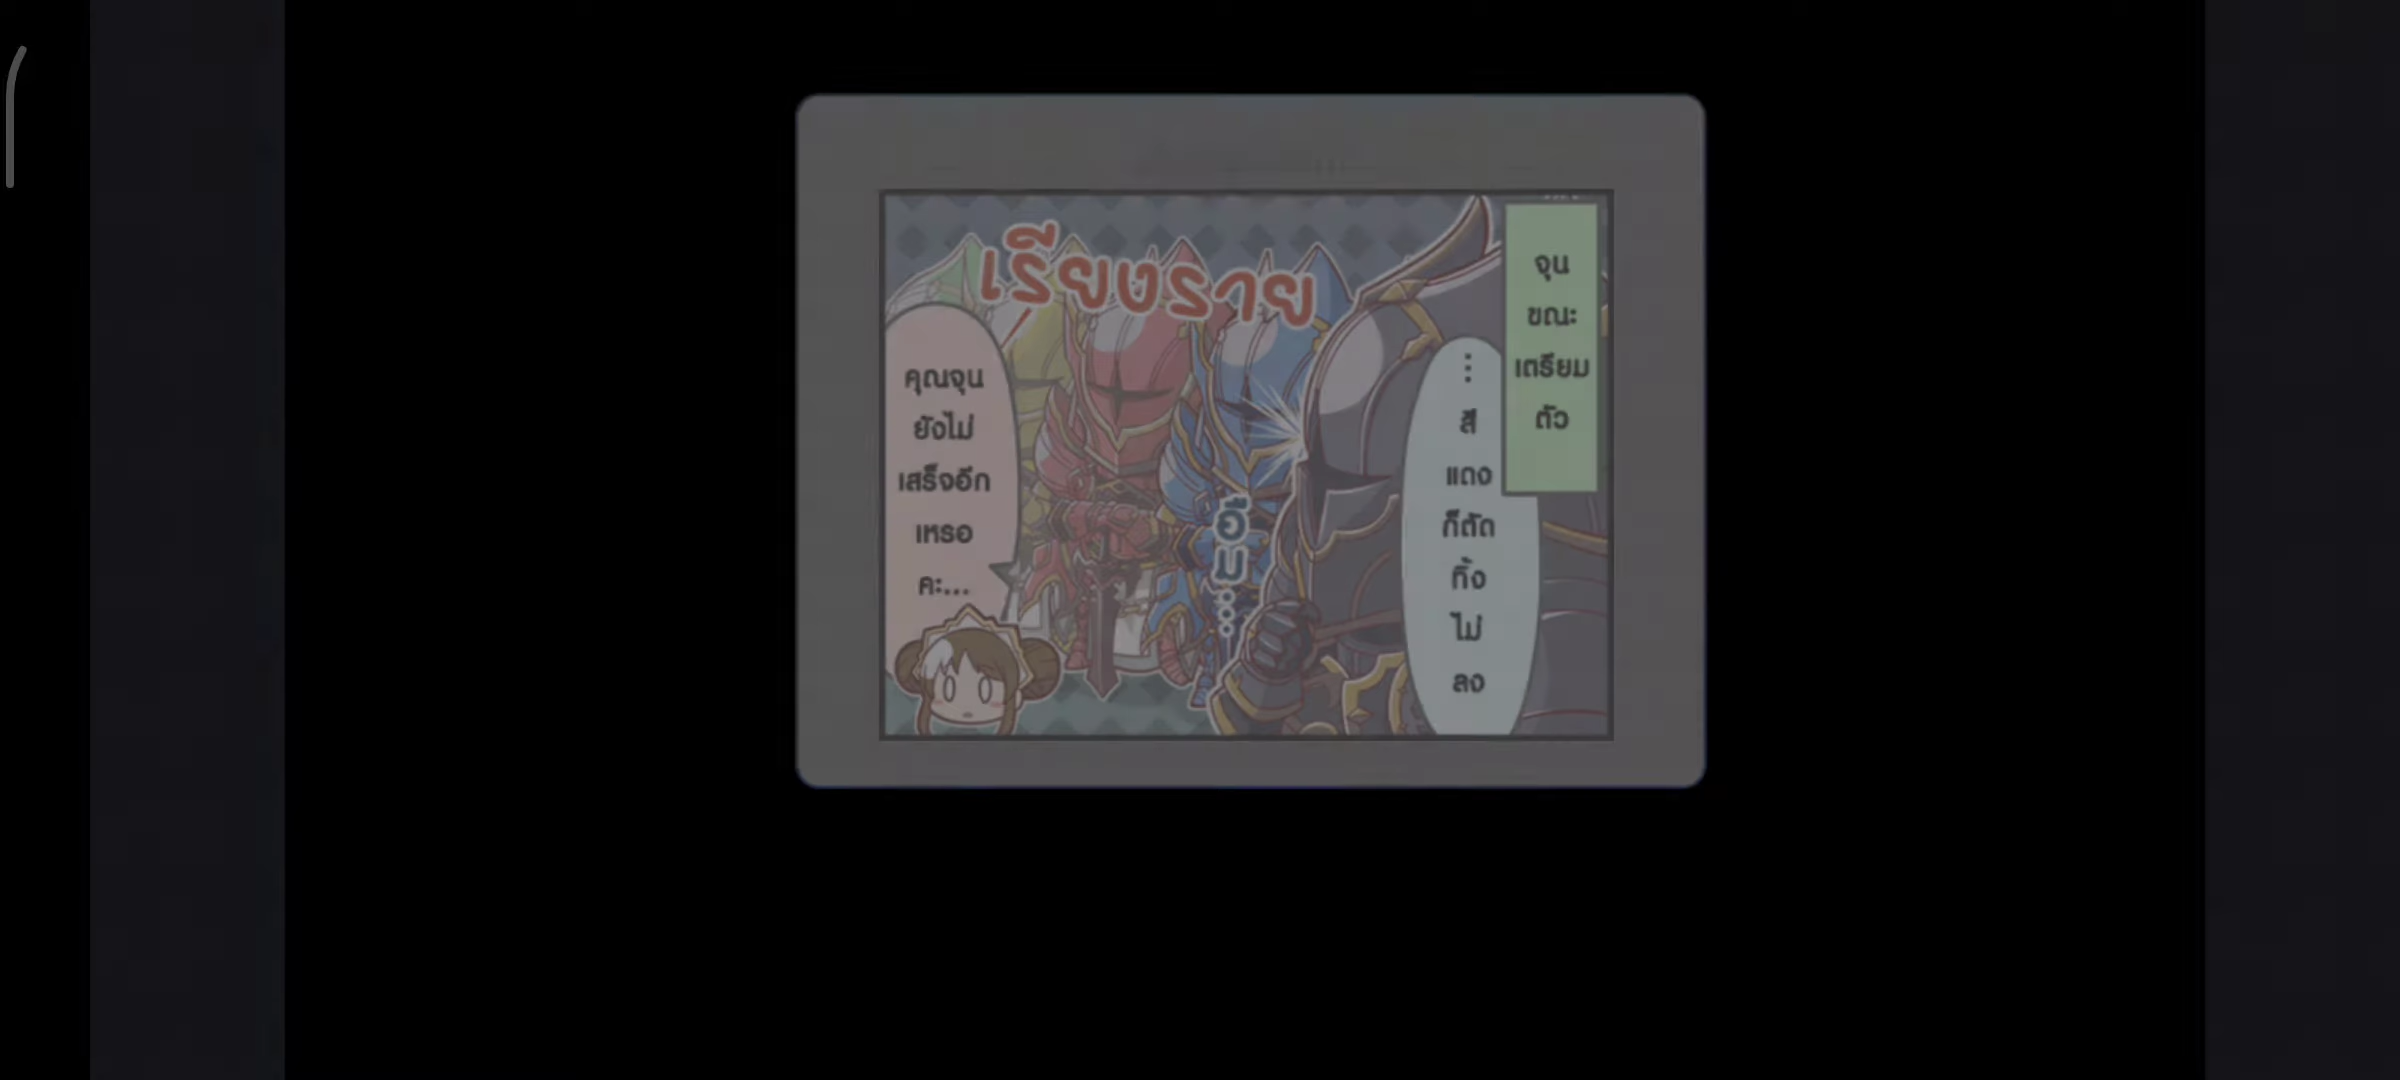 เรียงราย
จุน
ขณะ
เตรียม
ตัว
⋮
สี
แดง
ก็ตัด
ทิ้ง
ไม่
ลง
อืม...
คุณจุน
ยังไม่
เสร็จอีก
เหรอ
คะ...